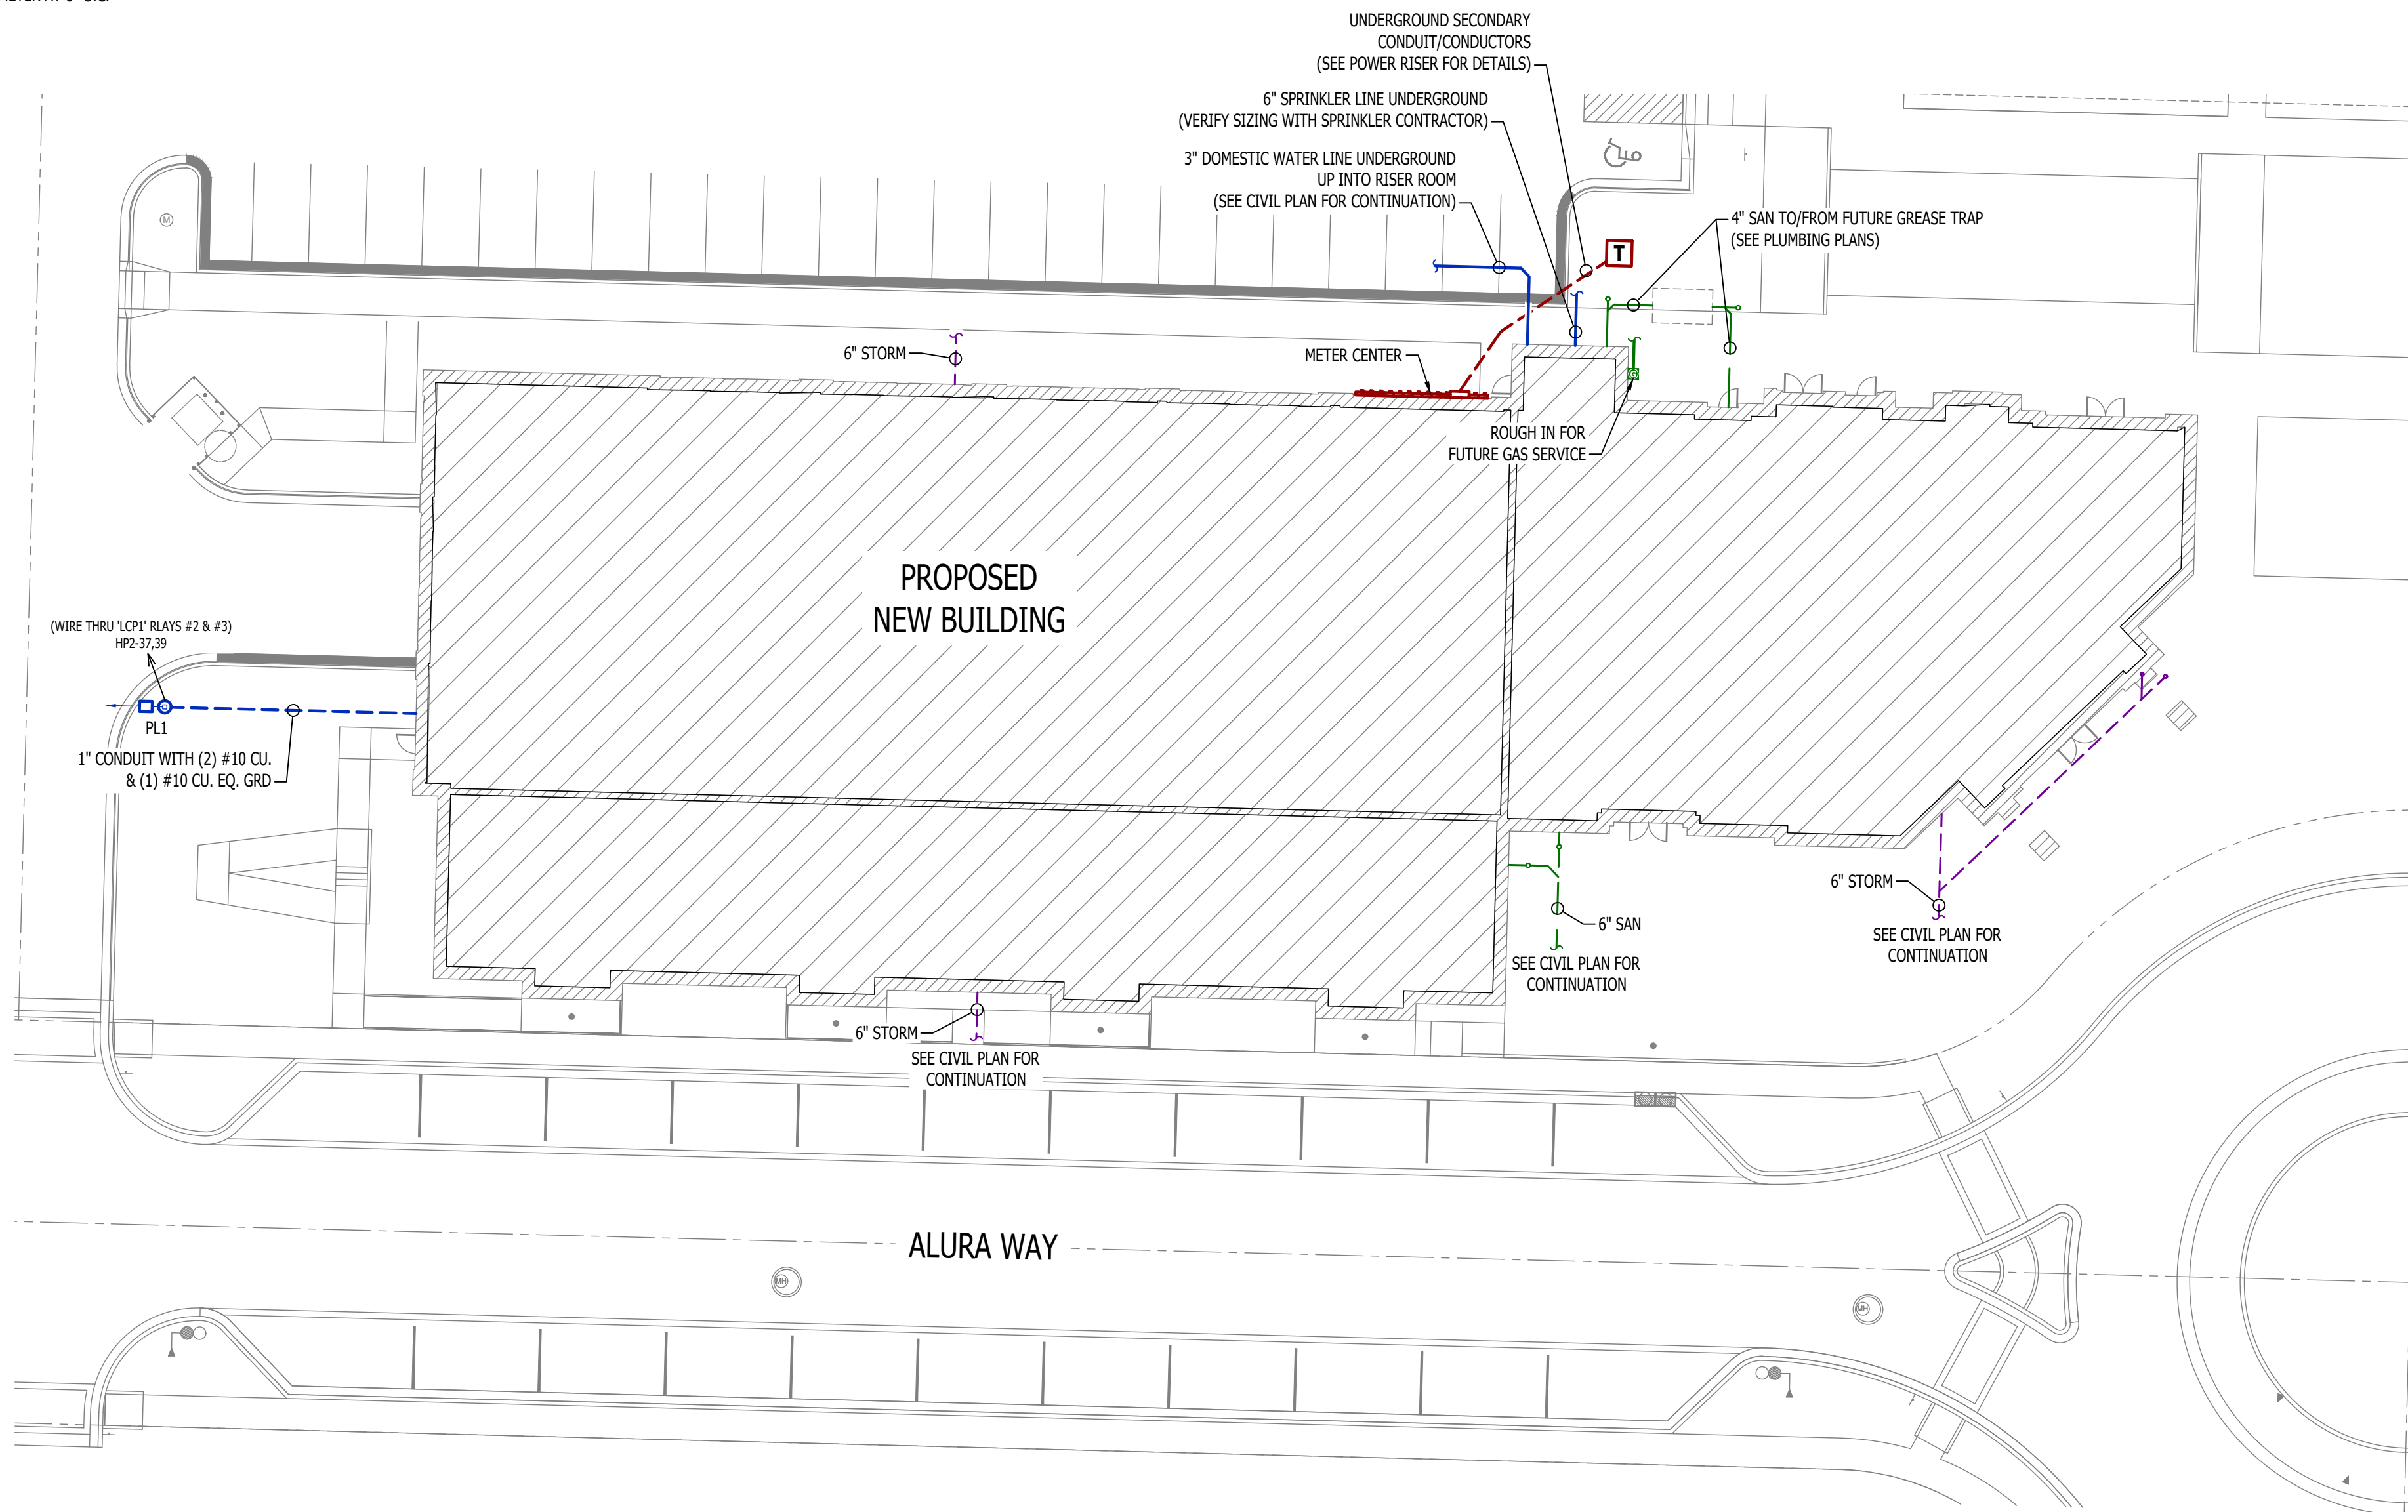 UNDERGROUND SECONDARY
CONDUIT/CONDUCTORS
(SEE POWER RISER FOR DETAILS)
6" SPRINKLER LINE UNDERGROUND
(VERIFY SIZING WITH SPRINKLER CONTRACTOR)
3" DOMESTIC WATER LINE UNDERGROUND
UP INTO RISER ROOM
(SEE CIVIL PLAN FOR CONTINUATION)
4" SAN TO/FROM FUTURE GREASE TRAP
(SEE PLUMBING PLANS)
M
T
6" STORM
METER CENTER
G
ROUGH IN FOR
FUTURE GAS SERVICE
PROPOSED
NEW BUILDING
(WIRE THRU 'LCP1' RLAYS #2 & #3)
HP2-37,39
PL1
1" CONDUIT WITH (2) #10 CU.
& (1) #10 CU. EQ. GRD
6" STORM
SEE CIVIL PLAN FOR
CONTINUATION
6" SAN
SEE CIVIL PLAN FOR
CONTINUATION
6" STORM
SEE CIVIL PLAN FOR
CONTINUATION
ALURA WAY
MH
MH